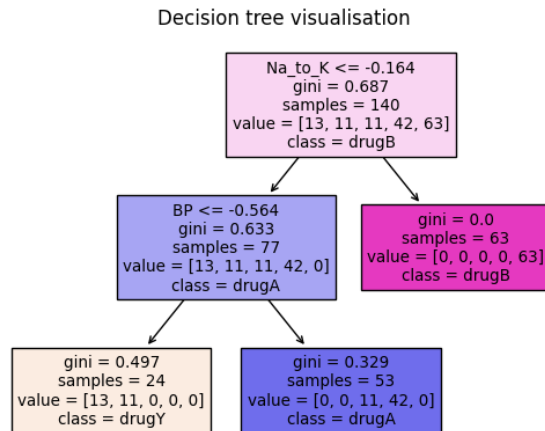 Decision tree visualisation
Na_to_K <= -0.164
gini = 0.687
samples = 140
value = [13, 11, 11, 42, 63]
class = drugB
BP <= -0.564
gini = 0.633
samples = 77
value = [13, 11, 11, 42, 0]
class = drugA
gini = 0.0
samples = 63
value = [0, 0, 0, 0, 63]
class = drugB
gini = 0.497
samples = 24
value = [13, 11, 0, 0, 0]
class = drugY
gini = 0.329
samples = 53
value = [0, 0, 11, 42, 0]
class = drugA